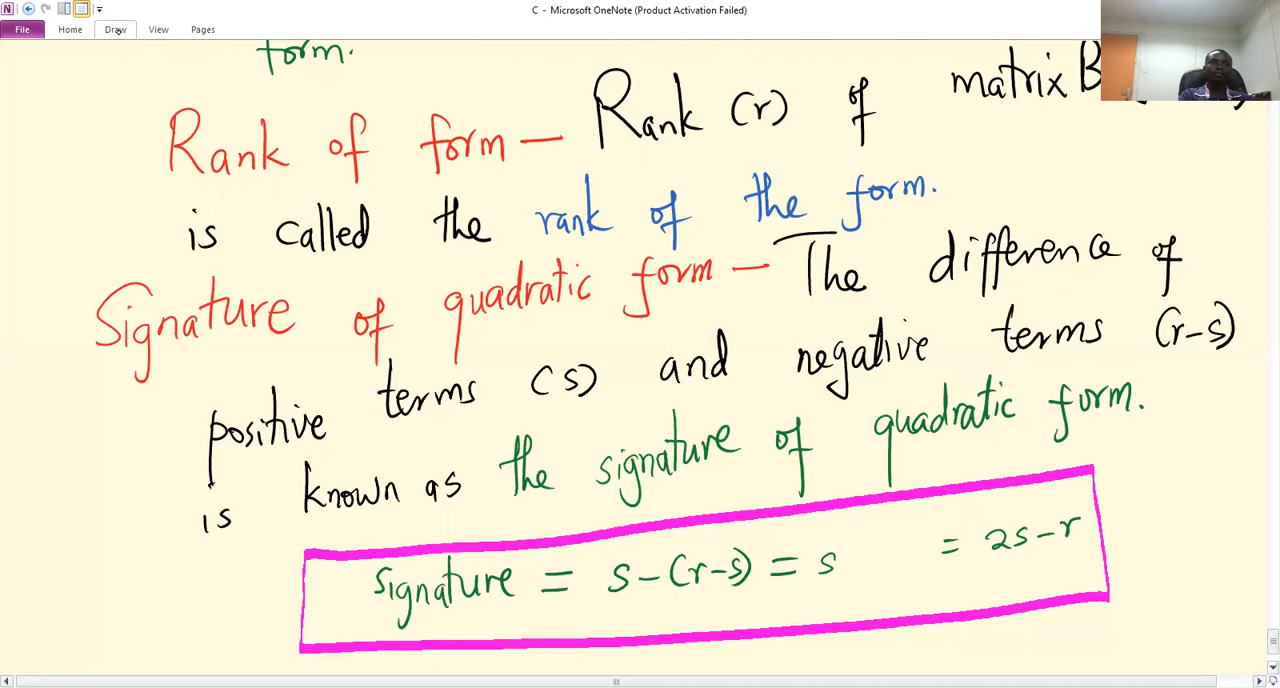 C - Microsoft OneNote (Product Activation Failed)
File Home Draw View Pages
form.
Rank of form — Rank (r) of matrix B
is called the rank of the form.
Signature of quadratic form — The difference of
positive terms (s) and negative terms (r-s)
is known as the signature of quadratic form.
Signature = s-(r-s) = s = 2s-r